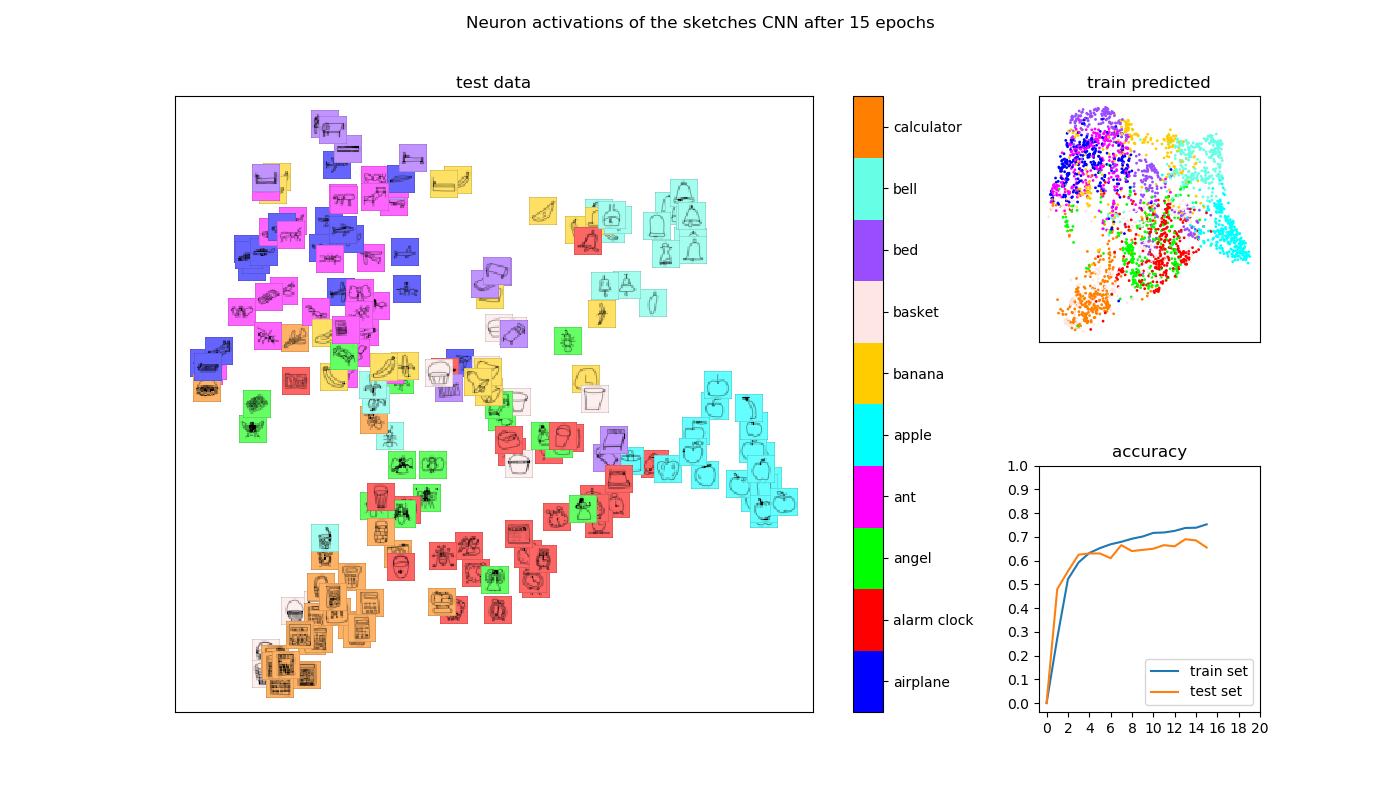 Neuron activations of the sketches CNN after 15 epochs
test data
calculator
bell
bed
basket
banana
apple
ant
angel
alarm clock
airplane
train predicted
accuracy
1.0
0.9
0.8
0.7
0.6
0.5
0.4
0.3
0.2
0.1
0.0
train set
test set
0 2 4 6 8 10 12 14 16 18 20